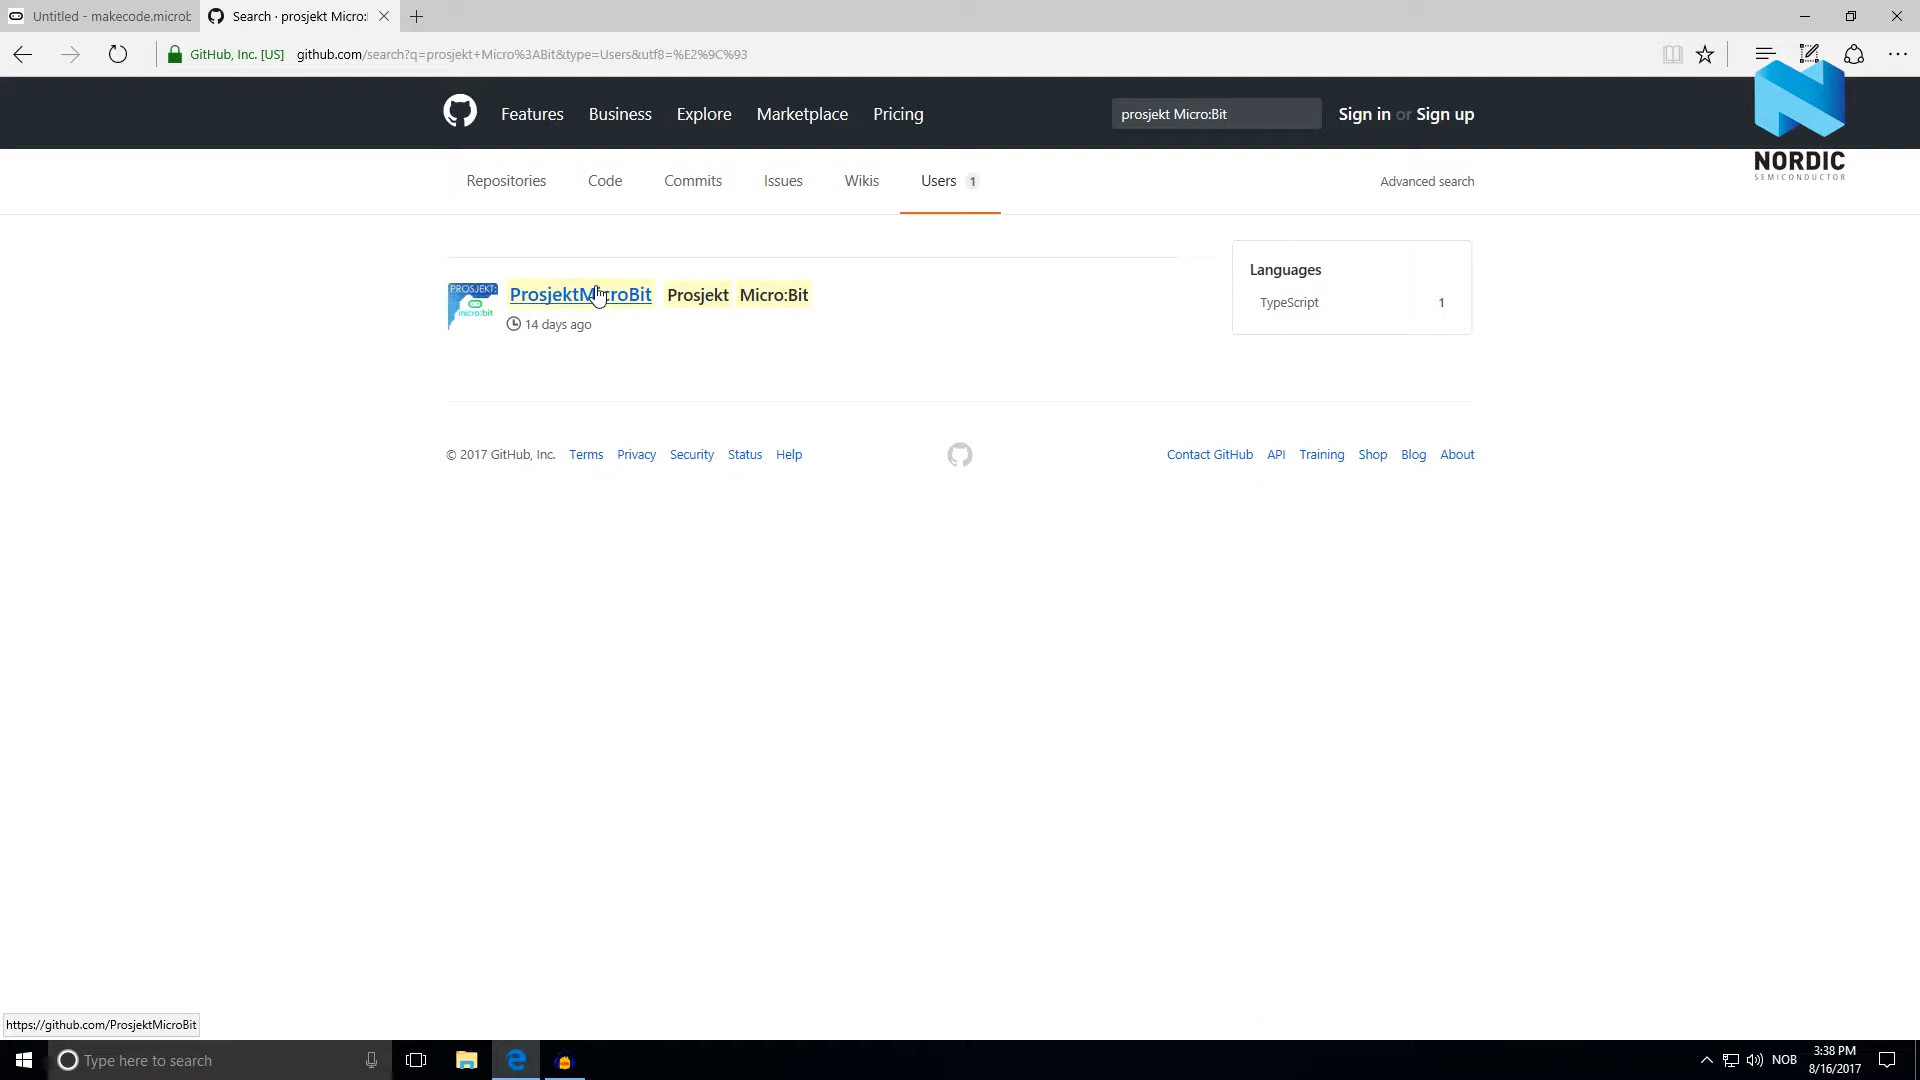 Untitled - makecode.microb
Search · prosjekt Micro:
GitHub, Inc. [US] github.com/search?q=prosjekt+Micro%3ABit&type=Users&utf8=%E2%9C%93
Features Business Explore Marketplace Pricing prosjekt Micro:Bit Sign in or Sign up
NORDIC
SEMICONDUCTOR
Repositories Code Commits Issues Wikis Users 1 Advanced search
Languages
TypeScript 1
PROSJEKT:
micro:bit
ProsjektMicroBit Prosjekt Micro:Bit
14 days ago
© 2017 GitHub, Inc. Terms Privacy Security Status Help Contact GitHub API Training Shop Blog About
https://github.com/ProsjektMicroBit
Type here to search
NOB
3:38 PM
8/16/2017